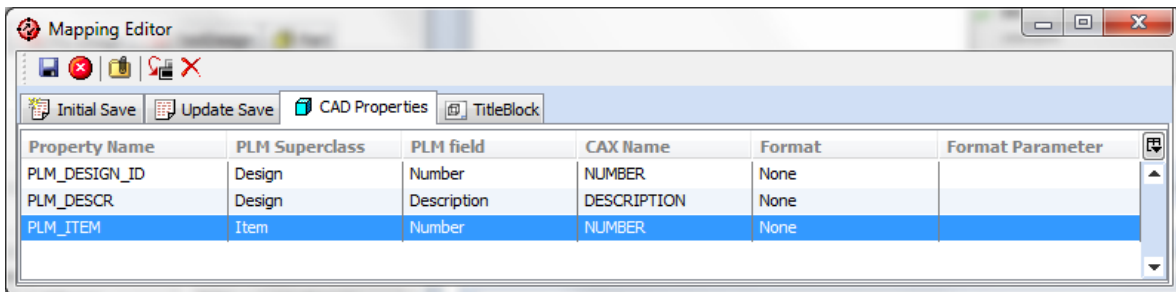 Mapping Editor
Initial Save Update Save CAD Properties TitleBlock
Property Name PLM Superclass PLM field CAX Name Format Format Parameter
PLM_DESIGN_ID Design Number NUMBER None
PLM_DESCR Design Description DESCRIPTION None
PLM_ITEM Item Number NUMBER None